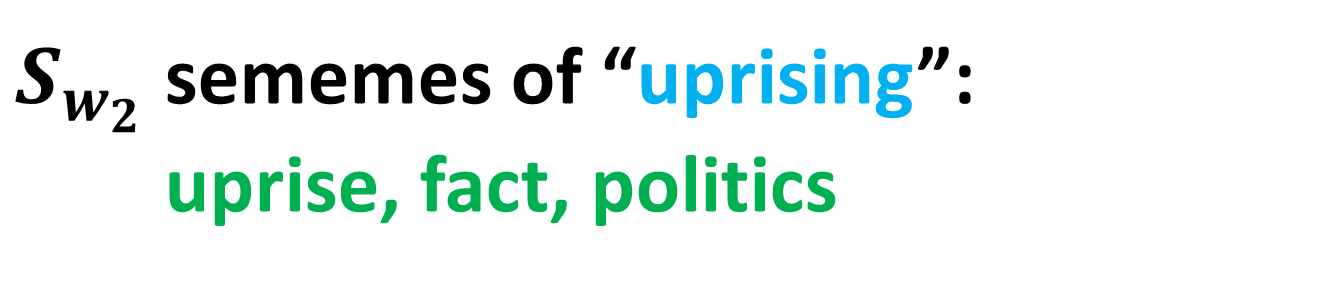 S_{w_2} sememes of “uprising”:
uprise, fact, politics